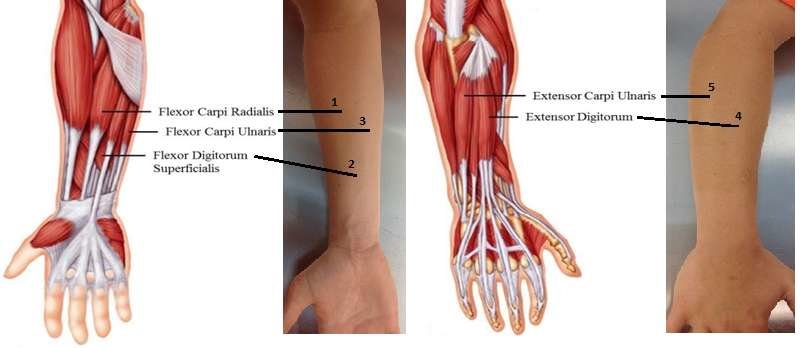 Flexor Carpi Radialis
1
Flexor Carpi Ulnaris
3
Flexor Digitorum
Superficialis
2
Extensor Carpi Ulnaris
5
Extensor Digitorum
4